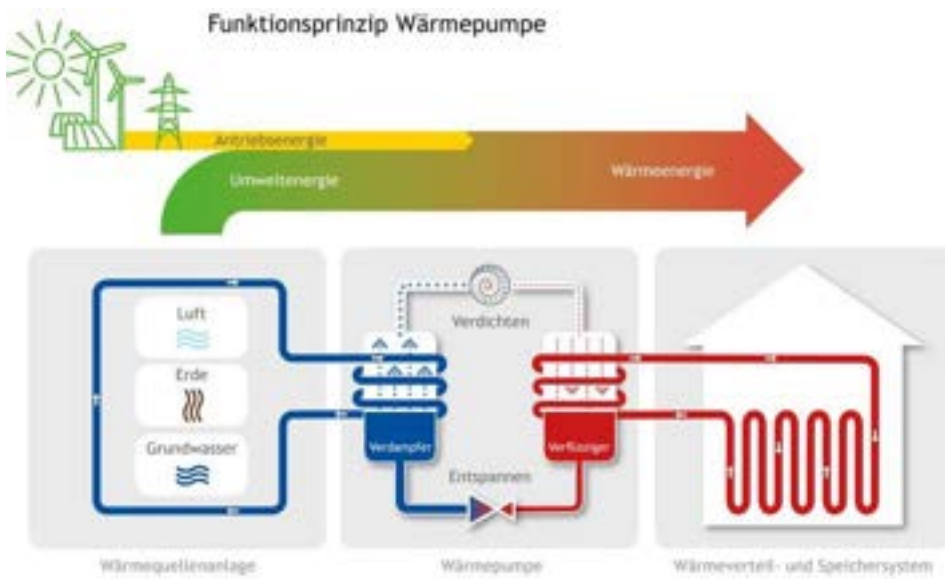 Funktionsprinzip Wärmepumpe
Antriebsenergie
Umweltenergie
Wärmeenergie
Luft
Erde
Grundwasser
Verdichten
Verdampfer
Verflüssiger
Entspannen
Wärmequellenanlage
Wärmepumpe
Wärmeverteil- und Speichersystem